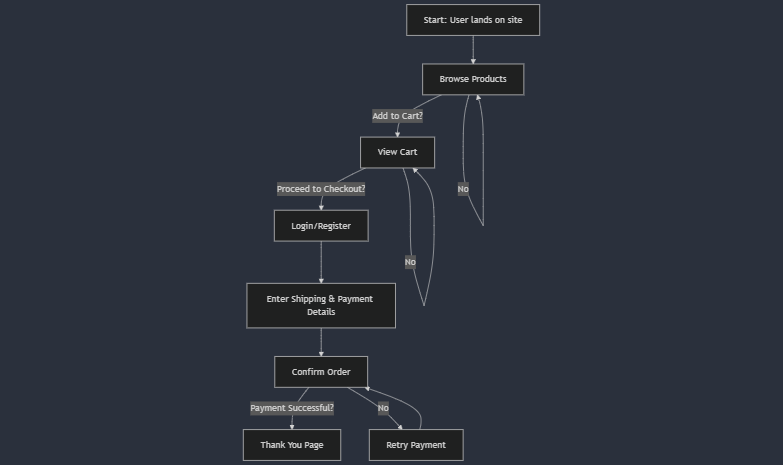 Start: User lands on site
Browse Products
Add to Cart?
View Cart
Proceed to Checkout?
No
Login/Register
No
Enter Shipping & Payment
Details
Confirm Order
Payment Successful?
No
Thank You Page
Retry Payment